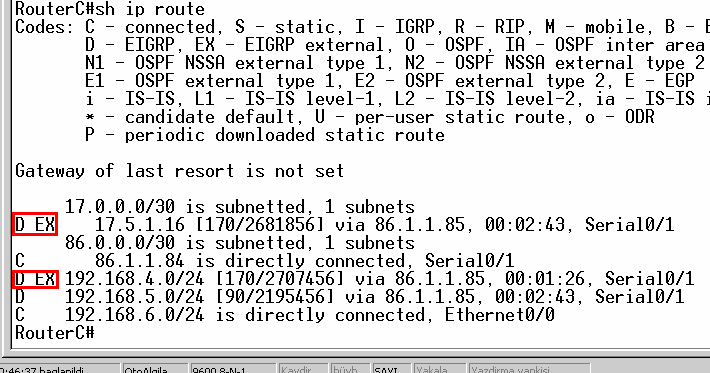 RouterC#sh ip route
Codes: C - connected, S - static, I - IGRP, R - RIP, M - mobile, B -
D - EIGRP, EX - EIGRP external, O - OSPF, IA - OSPF inter area
N1 - OSPF NSSA external type 1, N2 - OSPF NSSA external type 2
E1 - OSPF external type 1, E2 - OSPF external type 2, E - EGP
i - IS-IS, L1 - IS-IS level-1, L2 - IS-IS level-2, ia - IS-IS
* - candidate default, U - per-user static route, o - ODR
P - periodic downloaded static route
Gateway of last resort is not set
17.0.0.0/30 is subnetted, 1 subnets
D EX 17.5.1.16 [170/2681856] via 86.1.1.85, 00:02:43, Serial0/1
86.0.0.0/30 is subnetted, 1 subnets
C 86.1.1.84 is directly connected, Serial0/1
D EX 192.168.4.0/24 [170/2707456] via 86.1.1.85, 00:01:26, Serial0/1
D 192.168.5.0/24 [90/2195456] via 86.1.1.85, 00:02:43, Serial0/1
C 192.168.6.0/24 is directly connected, Ethernet0/0
RouterC#
0:46:37 bağlanıldı OtoAlgıla 9600 8-N-1 Kaydır SAYI Yakala Yazdırma yankısı